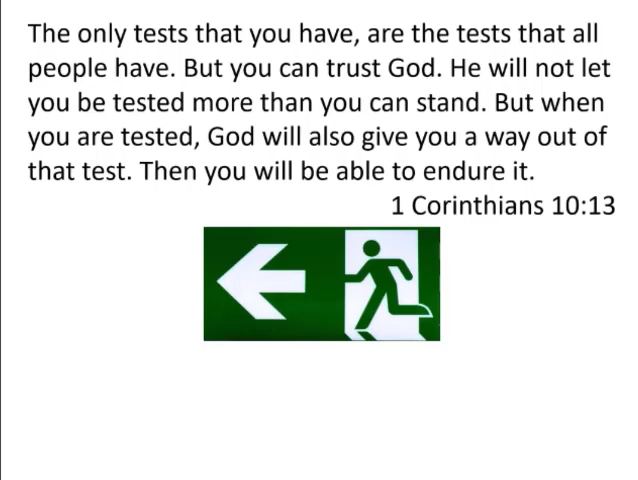 The only tests that you have, are the tests that all
people have. But you can trust God. He will not let
you be tested more than you can stand. But when
you are tested, God will also give you a way out of
that test. Then you will be able to endure it.
1 Corinthians 10:13